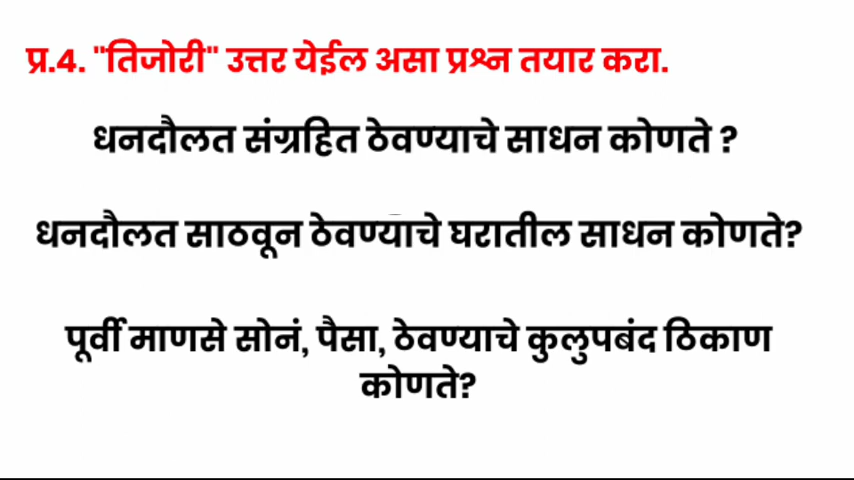 प्र.4. "तिजोरी" उत्तर येईल असा प्रश्न तयार करा.
धनदौलत संग्रहित ठेवण्याचे साधन कोणते ?
धनदौलत साठवून ठेवण्याचे घरातील साधन कोणते?
पूर्वी माणसे सोनं, पैसा, ठेवण्याचे कुलुपबंद ठिकाण
कोणते?